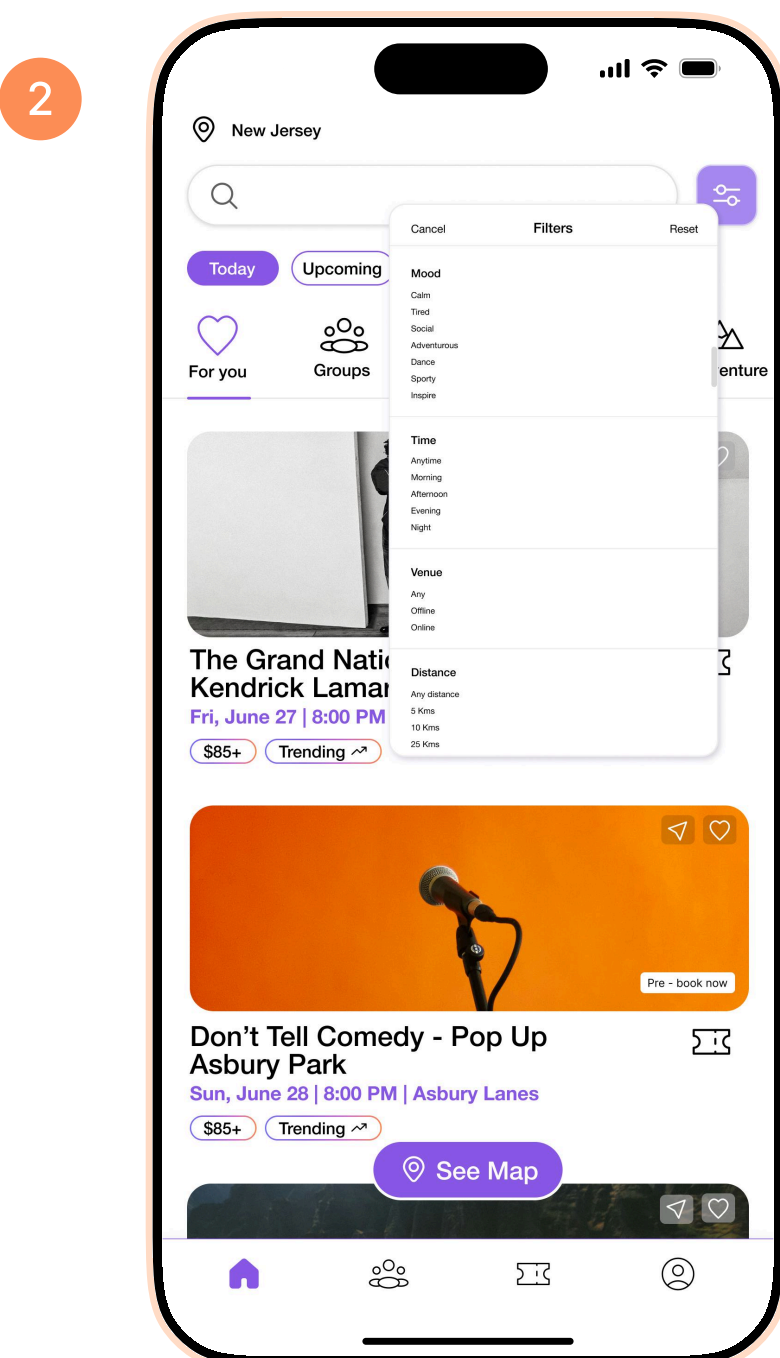 2
New Jersey
Cancel Filters Reset
Today Upcoming
Mood
Calm
Tired
Social
Adventurous
Dance
Sporty
Inspire
For you Groups enture
Time
Anytime
Morning
Afternoon
Evening
Night
Venue
Any
Offline
Online
Distance
Any distance
5 Kms
10 Kms
25 Kms
The Grand Natio
Kendrick Lamar
Fri, June 27 | 8:00 PM
$85+ Trending
Pre - book now
Don’t Tell Comedy - Pop Up
Asbury Park
Sun, June 28 | 8:00 PM | Asbury Lanes
$85+ Trending
See Map